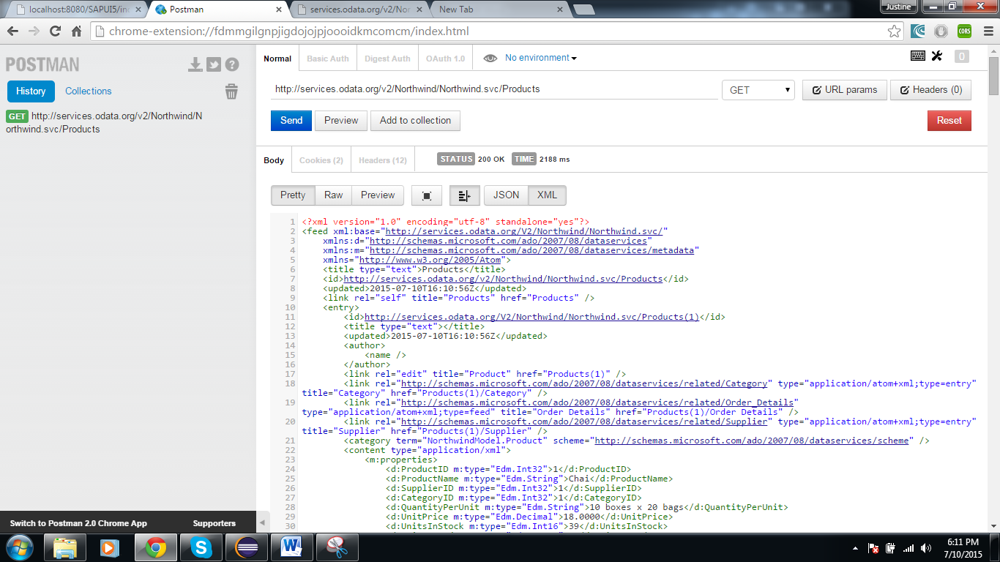 localhost:8080/SAPUI5/in
Postman
services.odata.org/v2/Nor
New Tab
Justine
chrome-extension://fdmmgilgnpjigdojojpjoooidkmcomcm/index.html
CORS
POSTMAN
History
Collections
GET http://services.odata.org/v2/Northwind/N
orthwind.svc/Products
Normal
Basic Auth
Digest Auth
OAuth 1.0
No environment
0
http://services.odata.org/v2/Northwind/Northwind.svc/Products
GET
URL params
Headers (0)
Send
Preview
Add to collection
Reset
Body
Cookies (2)
Headers (12)
STATUS 200 OK TIME 2188 ms
Pretty
Raw
Preview
JSON
XML
1 <?xml version="1.0" encoding="utf-8" standalone="yes"?>
2 <feed xml:base="http://services.odata.org/V2/Northwind/Northwind.svc/"
3 xmlns:d="http://schemas.microsoft.com/ado/2007/08/dataservices"
4 xmlns:m="http://schemas.microsoft.com/ado/2007/08/dataservices/metadata"
5 xmlns="http://www.w3.org/2005/Atom">
6 <title type="text">Products</title>
7 <id>http://services.odata.org/v2/Northwind/Northwind.svc/Products</id>
8 <updated>2015-07-10T16:10:56Z</updated>
9 <link rel="self" title="Products" href="Products" />
10 <entry>
11 <id>http://services.odata.org/V2/Northwind/Northwind.svc/Products(1)</id>
12 <title type="text"></title>
13 <updated>2015-07-10T16:10:56Z</updated>
14 <author>
15 <name />
16 </author>
17 <link rel="edit" title="Product" href="Products(1)" />
18 <link rel="http://schemas.microsoft.com/ado/2007/08/dataservices/related/Category" type="application/atom+xml;type=entry"
title="Category" href="Products(1)/Category" />
19 <link rel="http://schemas.microsoft.com/ado/2007/08/dataservices/related/Order_Details"
type="application/atom+xml;type=feed" title="Order_Details" href="Products(1)/Order_Details" />
20 <link rel="http://schemas.microsoft.com/ado/2007/08/dataservices/related/Supplier" type="application/atom+xml;type=entry"
title="Supplier" href="Products(1)/Supplier" />
21 <category term="NorthwindModel.Product" scheme="http://schemas.microsoft.com/ado/2007/08/dataservices/scheme" />
22 <content type="application/xml">
23 <m:properties>
24 <d:ProductID m:type="Edm.Int32">1</d:ProductID>
25 <d:ProductName m:type="Edm.String">Chai</d:ProductName>
26 <d:SupplierID m:type="Edm.Int32">1</d:SupplierID>
27 <d:CategoryID m:type="Edm.Int32">1</d:CategoryID>
28 <d:QuantityPerUnit m:type="Edm.String">10 boxes x 20 bags</d:QuantityPerUnit>
29 <d:UnitPrice m:type="Edm.Decimal">18.0000</d:UnitPrice>
30 <d:UnitsInStock m:type="Edm.Int16">39</d:UnitsInStock>
Switch to Postman 2.0 Chrome App
Supporters
6:11 PM
7/10/2015